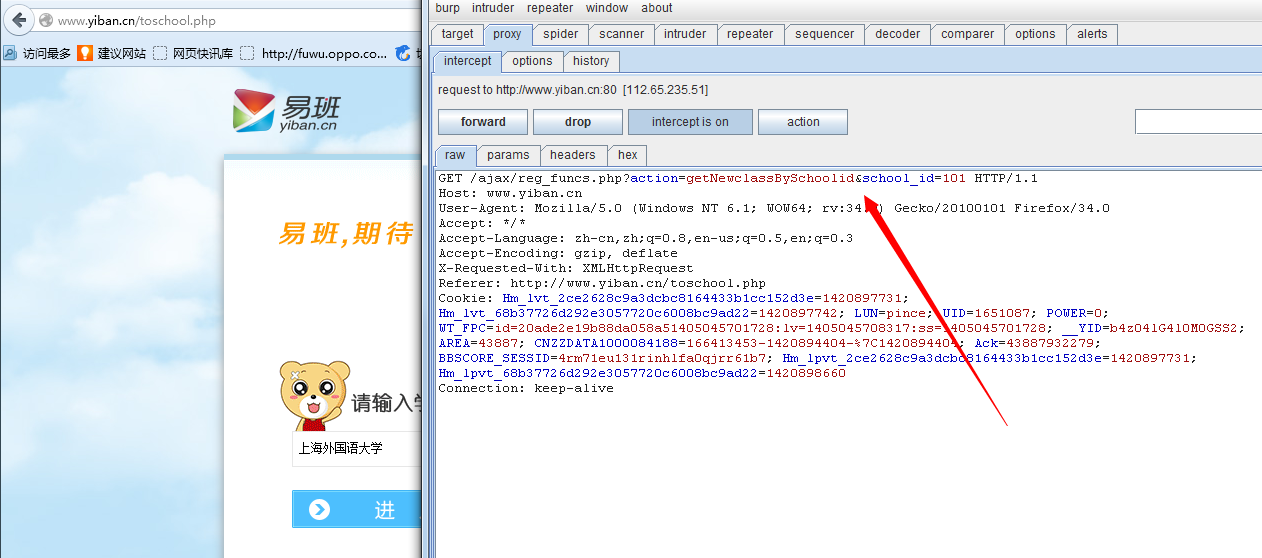 www.yiban.cn/toschool.php
访问最多 建议网站 网页快讯库 http://fuwu.oppo.co...
易班
yiban.cn
易班,期待
请输入
上海外国语大学
进
burp intruder repeater window about
target proxy spider scanner intruder repeater sequencer decoder comparer options alerts
intercept options history
request to http://www.yiban.cn:80 [112.65.235.51]
forward drop intercept is on action
raw params headers hex
GET /ajax/reg_funcs.php?action=getNewclassBySchoolid&school_id=101 HTTP/1.1
Host: www.yiban.cn
User-Agent: Mozilla/5.0 (Windows NT 6.1; WOW64; rv:34.0) Gecko/20100101 Firefox/34.0
Accept: */*
Accept-Language: zh-cn,zh;q=0.8,en-us;q=0.5,en;q=0.3
Accept-Encoding: gzip, deflate
X-Requested-With: XMLHttpRequest
Referer: http://www.yiban.cn/toschool.php
Cookie: Hm_lvt_2ce2628c9a3dcbc8164433b1cc152d3e=1420897731;
Hm_lvt_68b37726d292e3057720c6008bc9ad22=1420897742; LUN=pince; UID=1651087; POWER=0;
WT_FPC=id=20ade2e19b88da058a51405045701728:lv=1405045708317:ss=1405045701728; __YID=b4z04lG4l0MOGSS2;
AREA=43887; CNZZDATA1000084188=166413453-1420894404-%7C1420894404; Ack=43887932279;
BBSCORE_SESSID=4rm71eu131rinhlfa0qjrr61b7; Hm_lpvt_2ce2628c9a3dcbc8164433b1cc152d3e=1420897731;
Hm_lpvt_68b37726d292e3057720c6008bc9ad22=1420898660
Connection: keep-alive